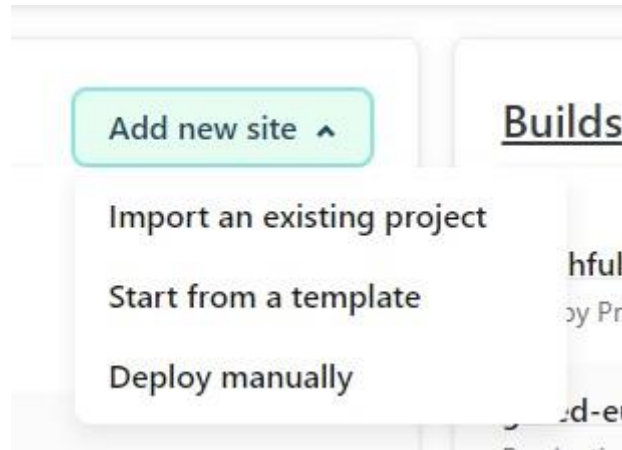 Add new site
Builds
Import an existing project
Start from a template
Deploy manually